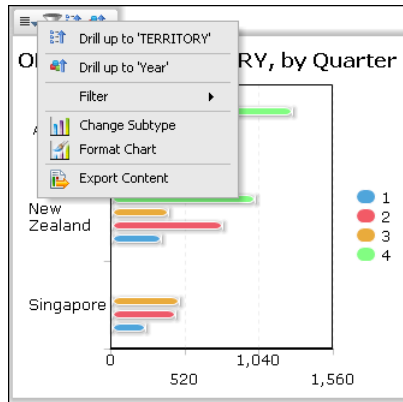 Drill up to 'TERRITORY'
RY, by Quarter
Drill up to 'Year'
Filter
Change Subtype
Format Chart
Export Content
New
Zealand
Singapore
1
2
3
4
0
1,040
520
1,560